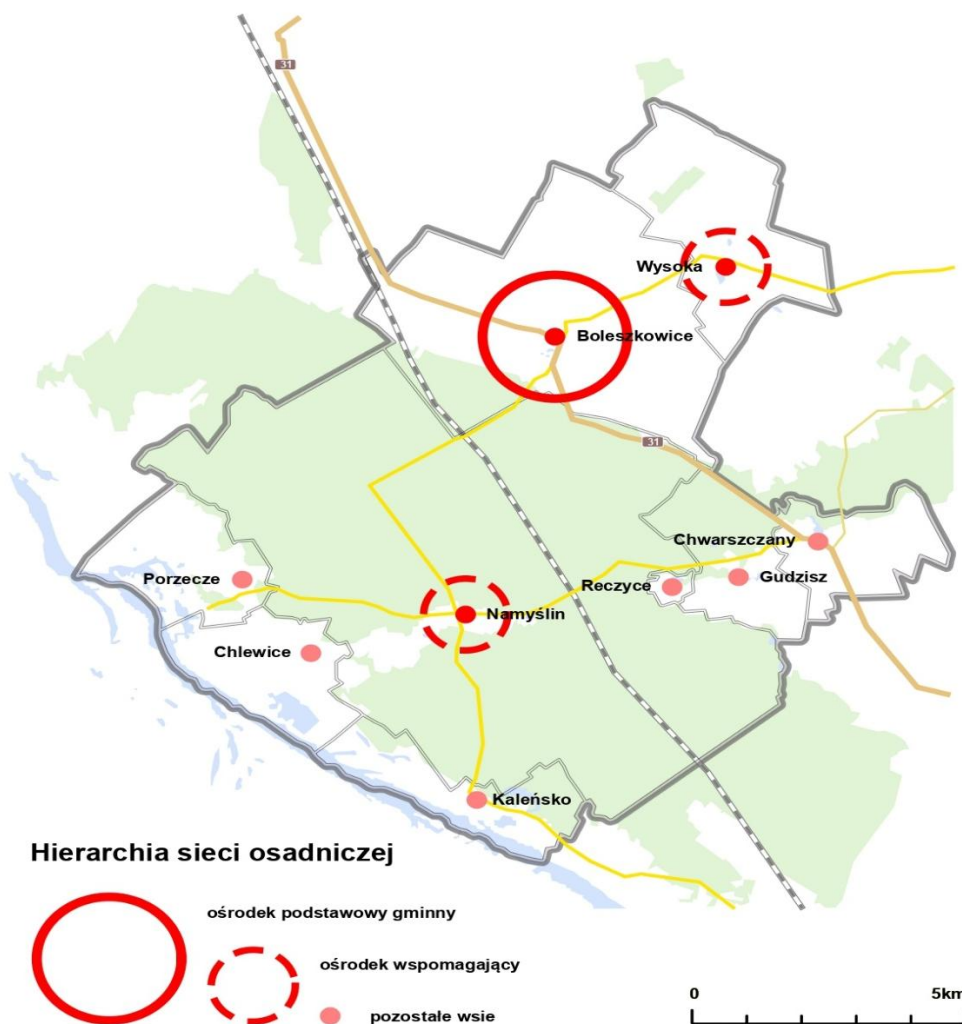 31
Wysoka
Boleszkowice
31
Chwarszczany
Porzecze
Reczyce
Gudzisz
Namyślin
Chlewice
Kaleńsko
Hierarchia sieci osadniczej
ośrodek podstawowy gminny
ośrodek wspomagający
pozostałe wsie
0 5km